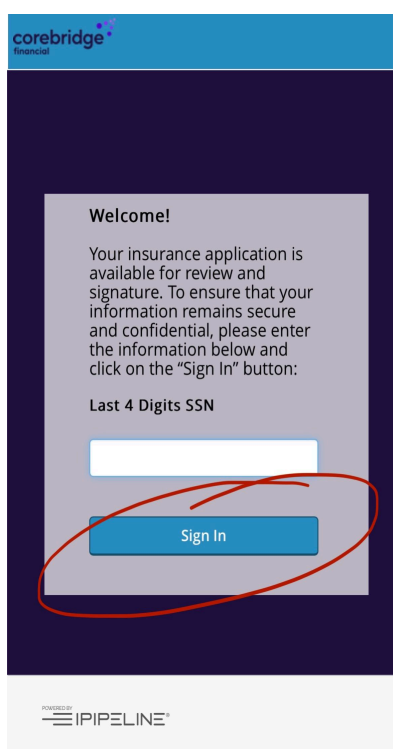 corebridge
financial
Welcome!
Your insurance application is
available for review and
signature. To ensure that your
information remains secure
and confidential, please enter
the information below and
click on the “Sign In” button:
Last 4 Digits SSN
Sign In
POWERED BY
IPIPELINE®